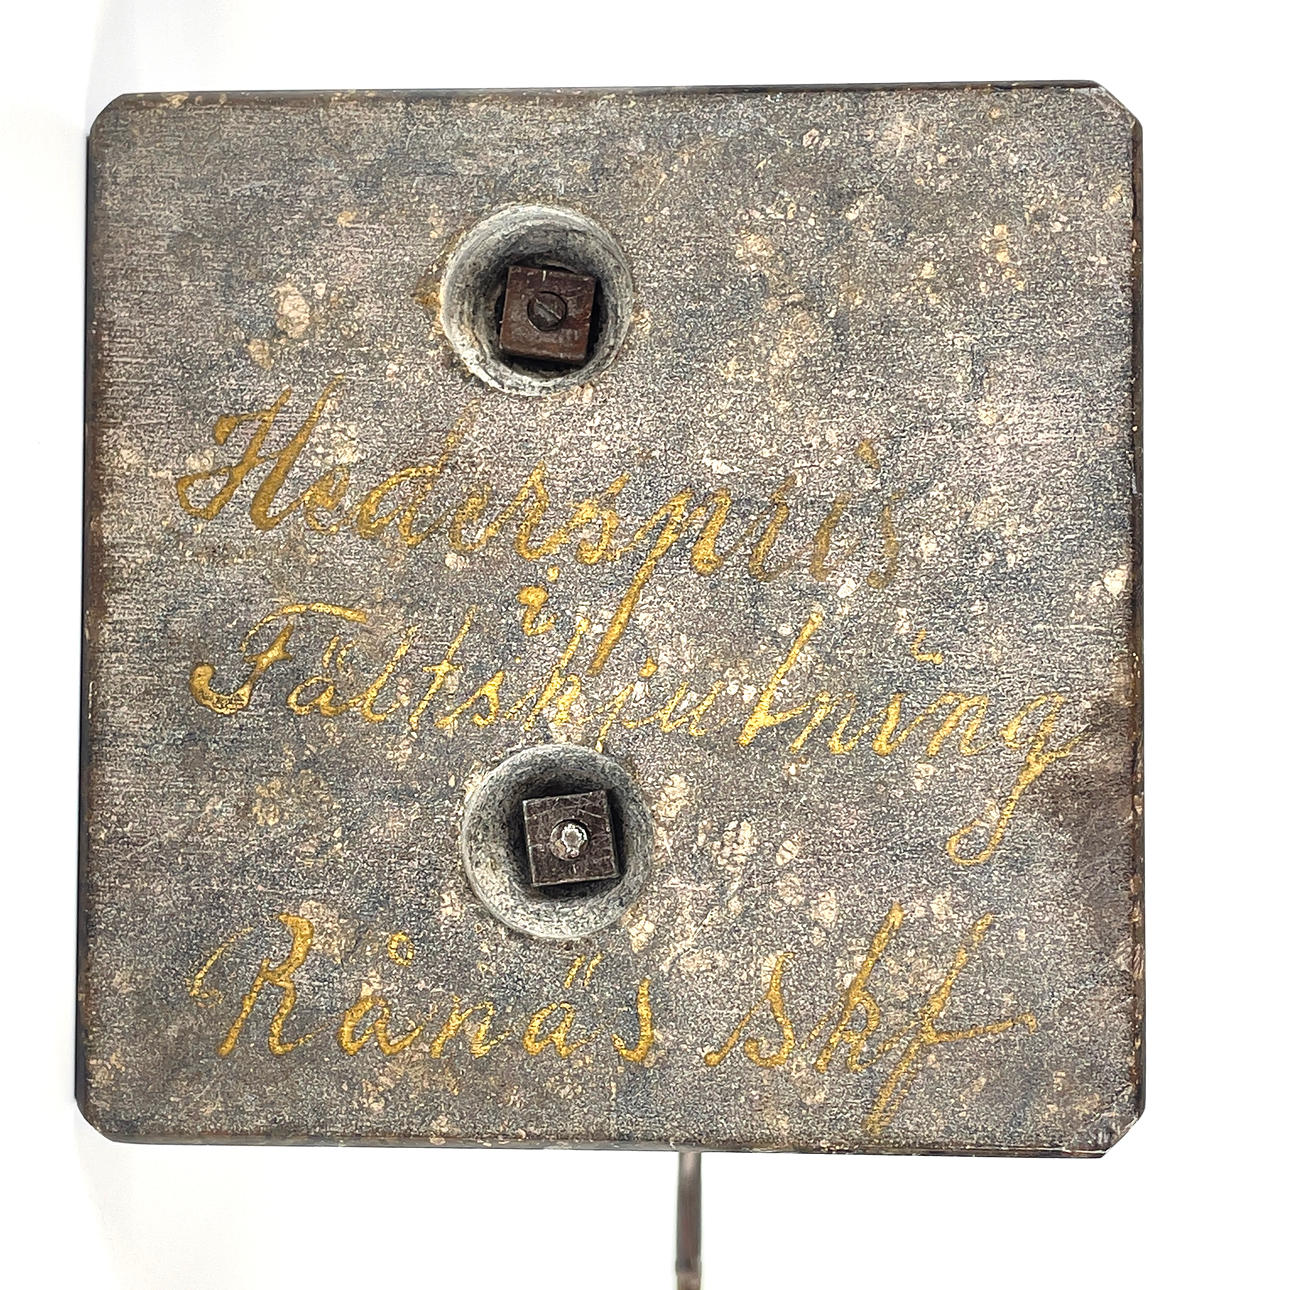 Hederspris
i
Fältskjutning
Rånäs skf